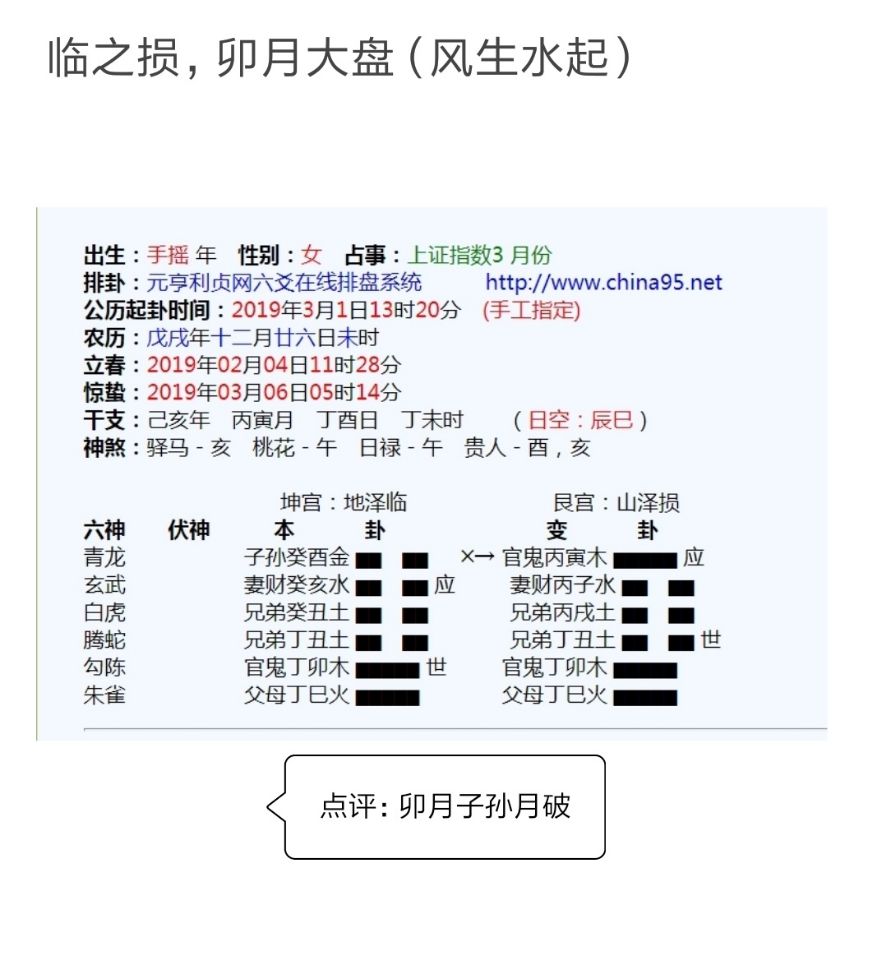 临之损，卯月大盘（风生水起）
出生：手摇 年 性别：女 占事：上证指数3 月份
排卦：元亨利贞网六爻在线排盘系统 http://www.china95.net
公历起卦时间：2019年3月1日13时20分 (手工指定)
农历：戊戌年十二月廿六日未时
立春：2019年02月04日11时28分
惊蛰：2019年03月06日05时14分
干支：己亥年 丙寅月 丁酉日 丁未时 （日空：辰巳）
神煞：驿马－亥 桃花－午 日禄－午 贵人－酉，亥
坤宫：地泽临 艮宫：山泽损
六神 伏神 本 卦 变 卦
青龙 子孙癸酉金 ×→ 官鬼丙寅木 应
玄武 妻财癸亥水 应 妻财丙子水
白虎 兄弟癸丑土 兄弟丙戌土
腾蛇 兄弟丁丑土 兄弟丁丑土 世
勾陈 官鬼丁卯木 世 官鬼丁卯木
朱雀 父母丁巳火 父母丁巳火
点评：卯月子孙月破